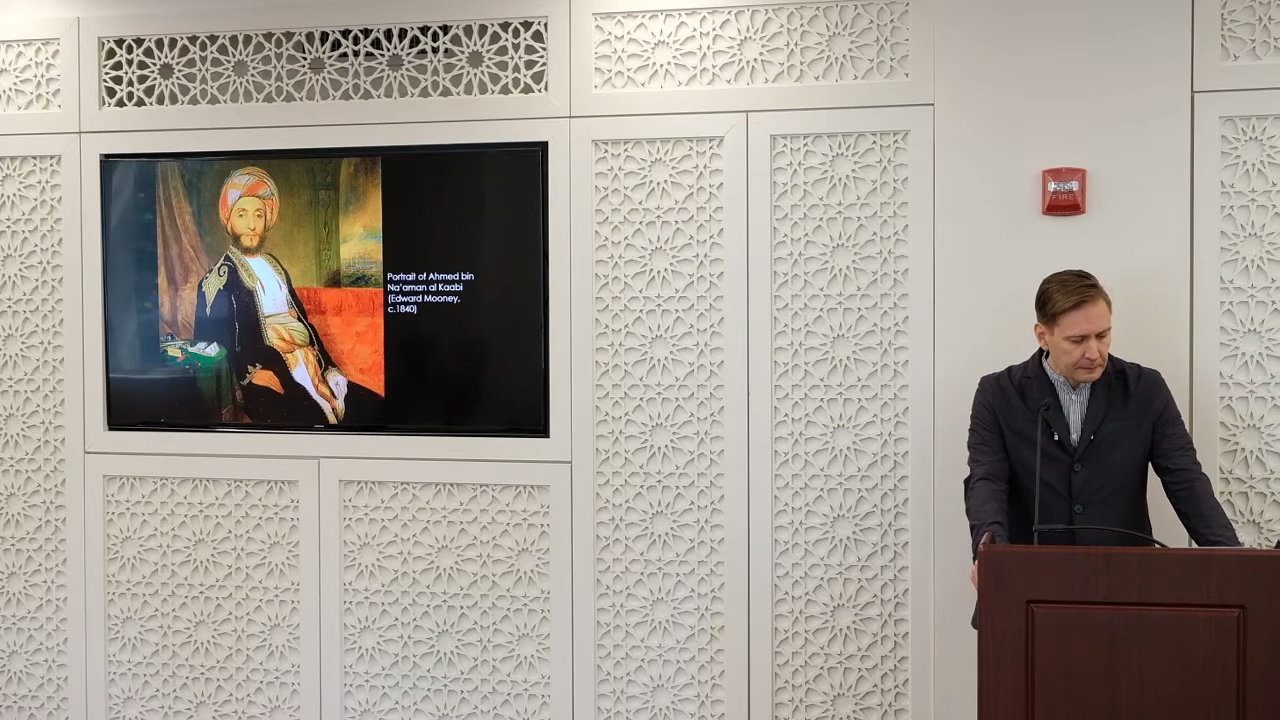 Portrait of Ahmed bin
Na'aman al Kaabi
(Edward Mooney,
c.1840)
FIRE